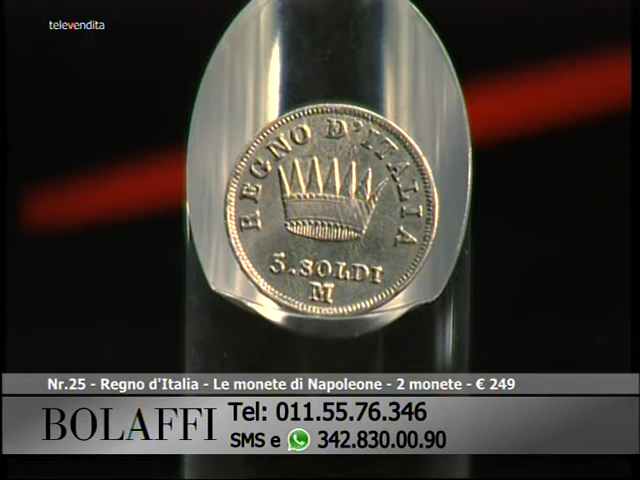 televendita
REGNO D'ITALIA
5.SOLDI
M
Nr.25 - Regno d'Italia - Le monete di Napoleone - 2 monete - € 249
BOLAFFI
Tel: 011.55.76.346
SMS e 342.830.00.90